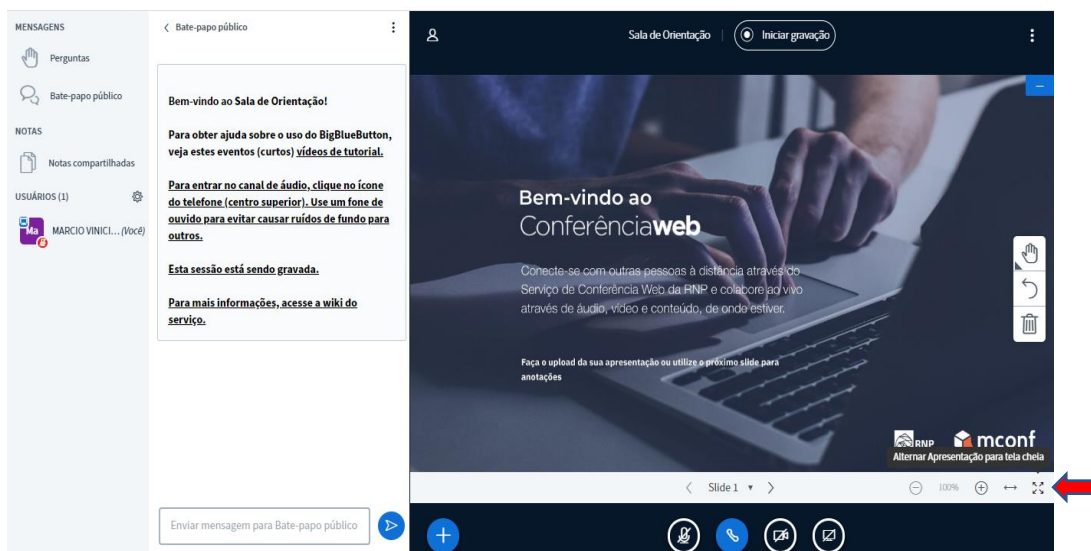 MENSAGENS
Perguntas
Bate-papo público
NOTAS
Notas compartilhadas
USUÁRIOS (1)
Ma
MARCIO VINICI... (Você)
Bate-papo público
Bem-vindo ao Sala de Orientação!
Para obter ajuda sobre o uso do BigBlueButton,
veja estes eventos (curtos) vídeos de tutorial.
Para entrar no canal de áudio, clique no ícone
do telefone (centro superior). Use um fone de
ouvido para evitar causar ruídos de fundo para
outros.
Esta sessão está sendo gravada.
Para mais informações, acesse a wiki do
serviço.
Enviar mensagem para Bate-papo público
Sala de Orientação
Iniciar gravação
Bem-vindo ao
Conferênciaweb
Conecte-se com outras pessoas à distância através do
Serviço de Conferência Web da RNP e colabore ao vivo
através de áudio, vídeo e conteúdo, de onde estiver.
Faça o upload da sua apresentação ou utilize o próximo slide para
anotações
RNP
mconf
Alternar Apresentação para tela cheia
Slide 1
100%